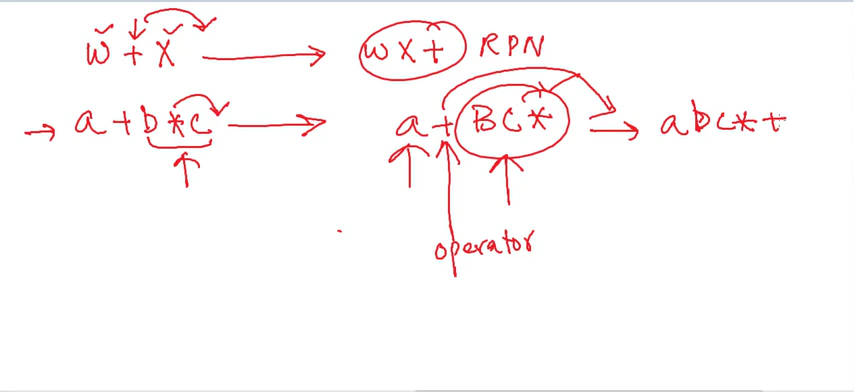 w + x → wx+ RPN
→ a+b*c → a+BC* → abc*+
operator